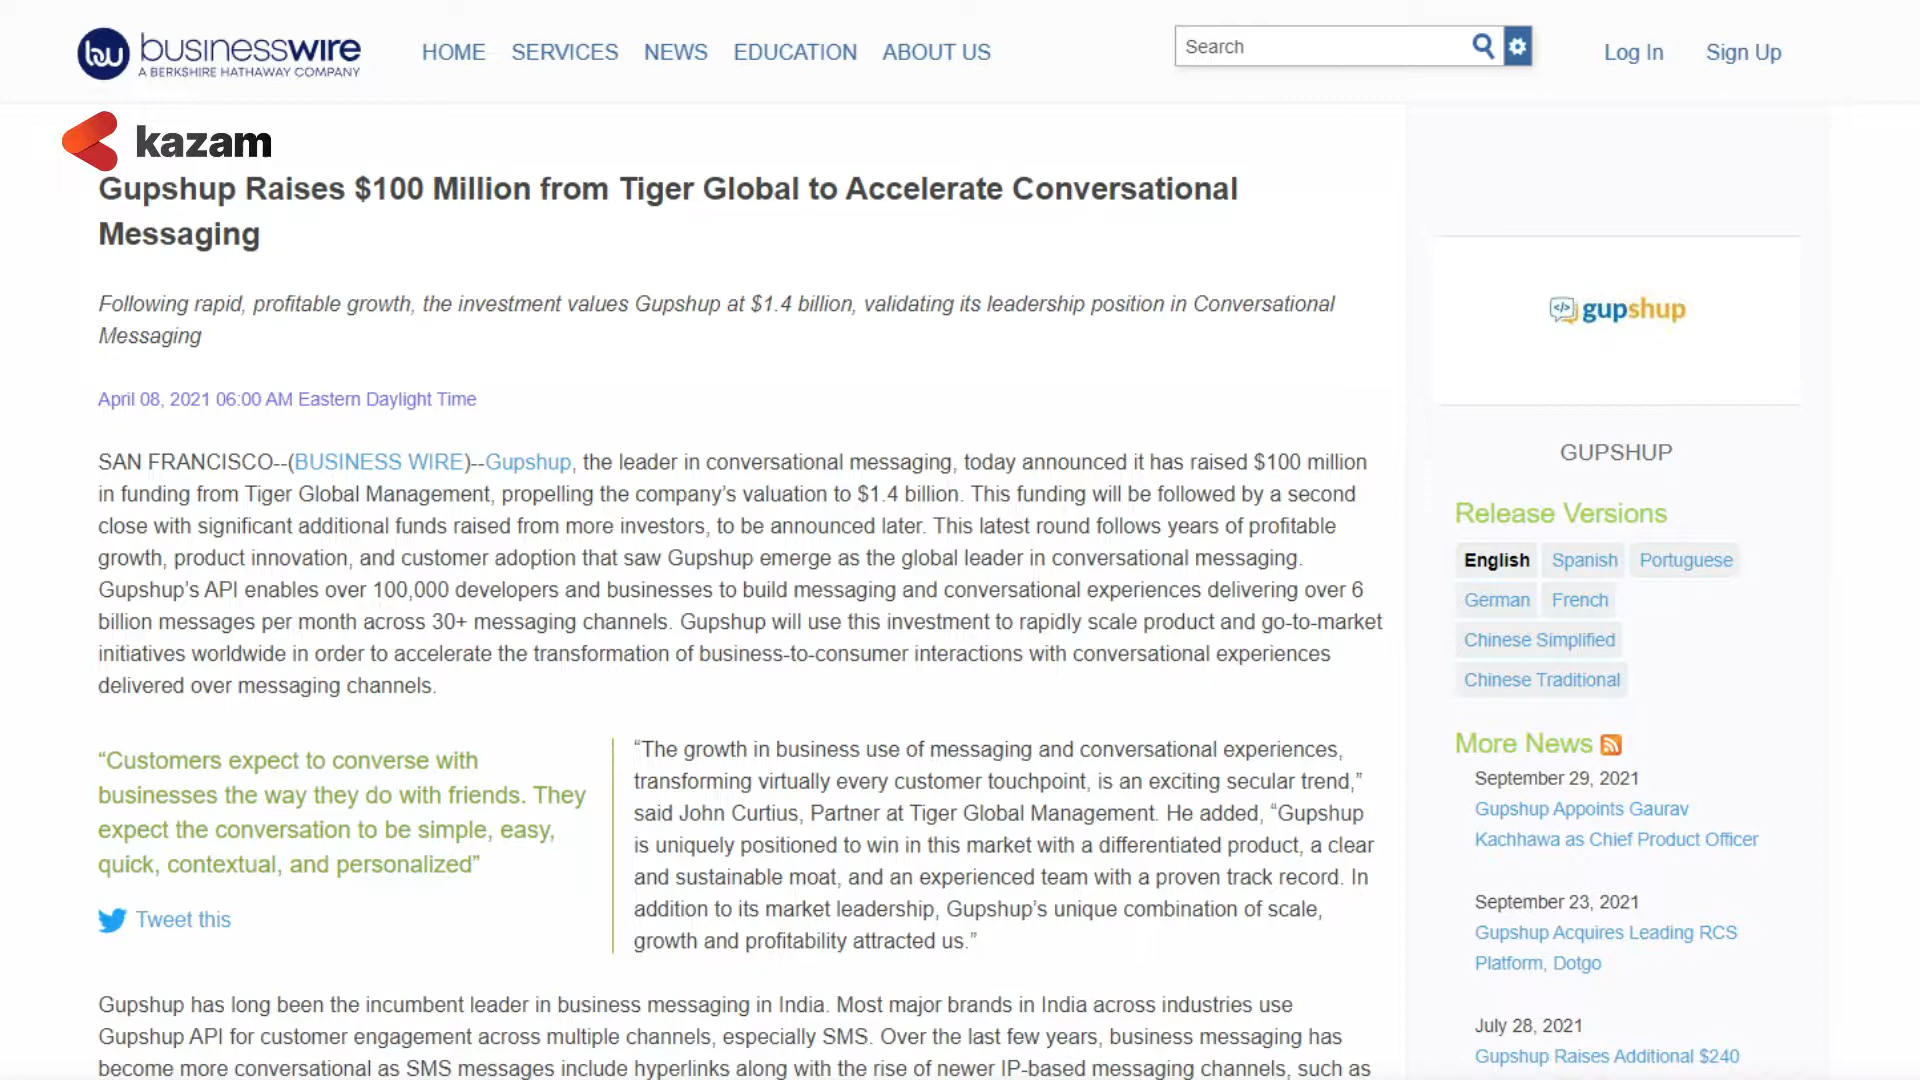 bw businesswire
A BERKSHIRE HATHAWAY COMPANY
HOME SERVICES NEWS EDUCATION ABOUT US
Search
Log In Sign Up
kazam
Gupshup Raises $100 Million from Tiger Global to Accelerate Conversational
Messaging
Following rapid, profitable growth, the investment values Gupshup at $1.4 billion, validating its leadership position in Conversational
Messaging
April 08, 2021 06:00 AM Eastern Daylight Time
SAN FRANCISCO--(BUSINESS WIRE)--Gupshup, the leader in conversational messaging, today announced it has raised $100 million
in funding from Tiger Global Management, propelling the company’s valuation to $1.4 billion. This funding will be followed by a second
close with significant additional funds raised from more investors, to be announced later. This latest round follows years of profitable
growth, product innovation, and customer adoption that saw Gupshup emerge as the global leader in conversational messaging.
Gupshup’s API enables over 100,000 developers and businesses to build messaging and conversational experiences delivering over 6
billion messages per month across 30+ messaging channels. Gupshup will use this investment to rapidly scale product and go-to-market
initiatives worldwide in order to accelerate the transformation of business-to-consumer interactions with conversational experiences
delivered over messaging channels.
“Customers expect to converse with
businesses the way they do with friends. They
expect the conversation to be simple, easy,
quick, contextual, and personalized”
Tweet this
“The growth in business use of messaging and conversational experiences,
transforming virtually every customer touchpoint, is an exciting secular trend,”
said John Curtius, Partner at Tiger Global Management. He added, “Gupshup
is uniquely positioned to win in this market with a differentiated product, a clear
and sustainable moat, and an experienced team with a proven track record. In
addition to its market leadership, Gupshup’s unique combination of scale,
growth and profitability attracted us.”
Gupshup has long been the incumbent leader in business messaging in India. Most major brands in India across industries use
Gupshup API for customer engagement across multiple channels, especially SMS. Over the last few years, business messaging has
become more conversational as SMS messages include hyperlinks along with the rise of newer IP-based messaging channels, such as
</> gupshup
GUPSHUP
Release Versions
English Spanish Portuguese
German French
Chinese Simplified
Chinese Traditional
More News
September 29, 2021
Gupshup Appoints Gaurav
Kachhawa as Chief Product Officer
September 23, 2021
Gupshup Acquires Leading RCS
Platform, Dotgo
July 28, 2021
Gupshup Raises Additional $240